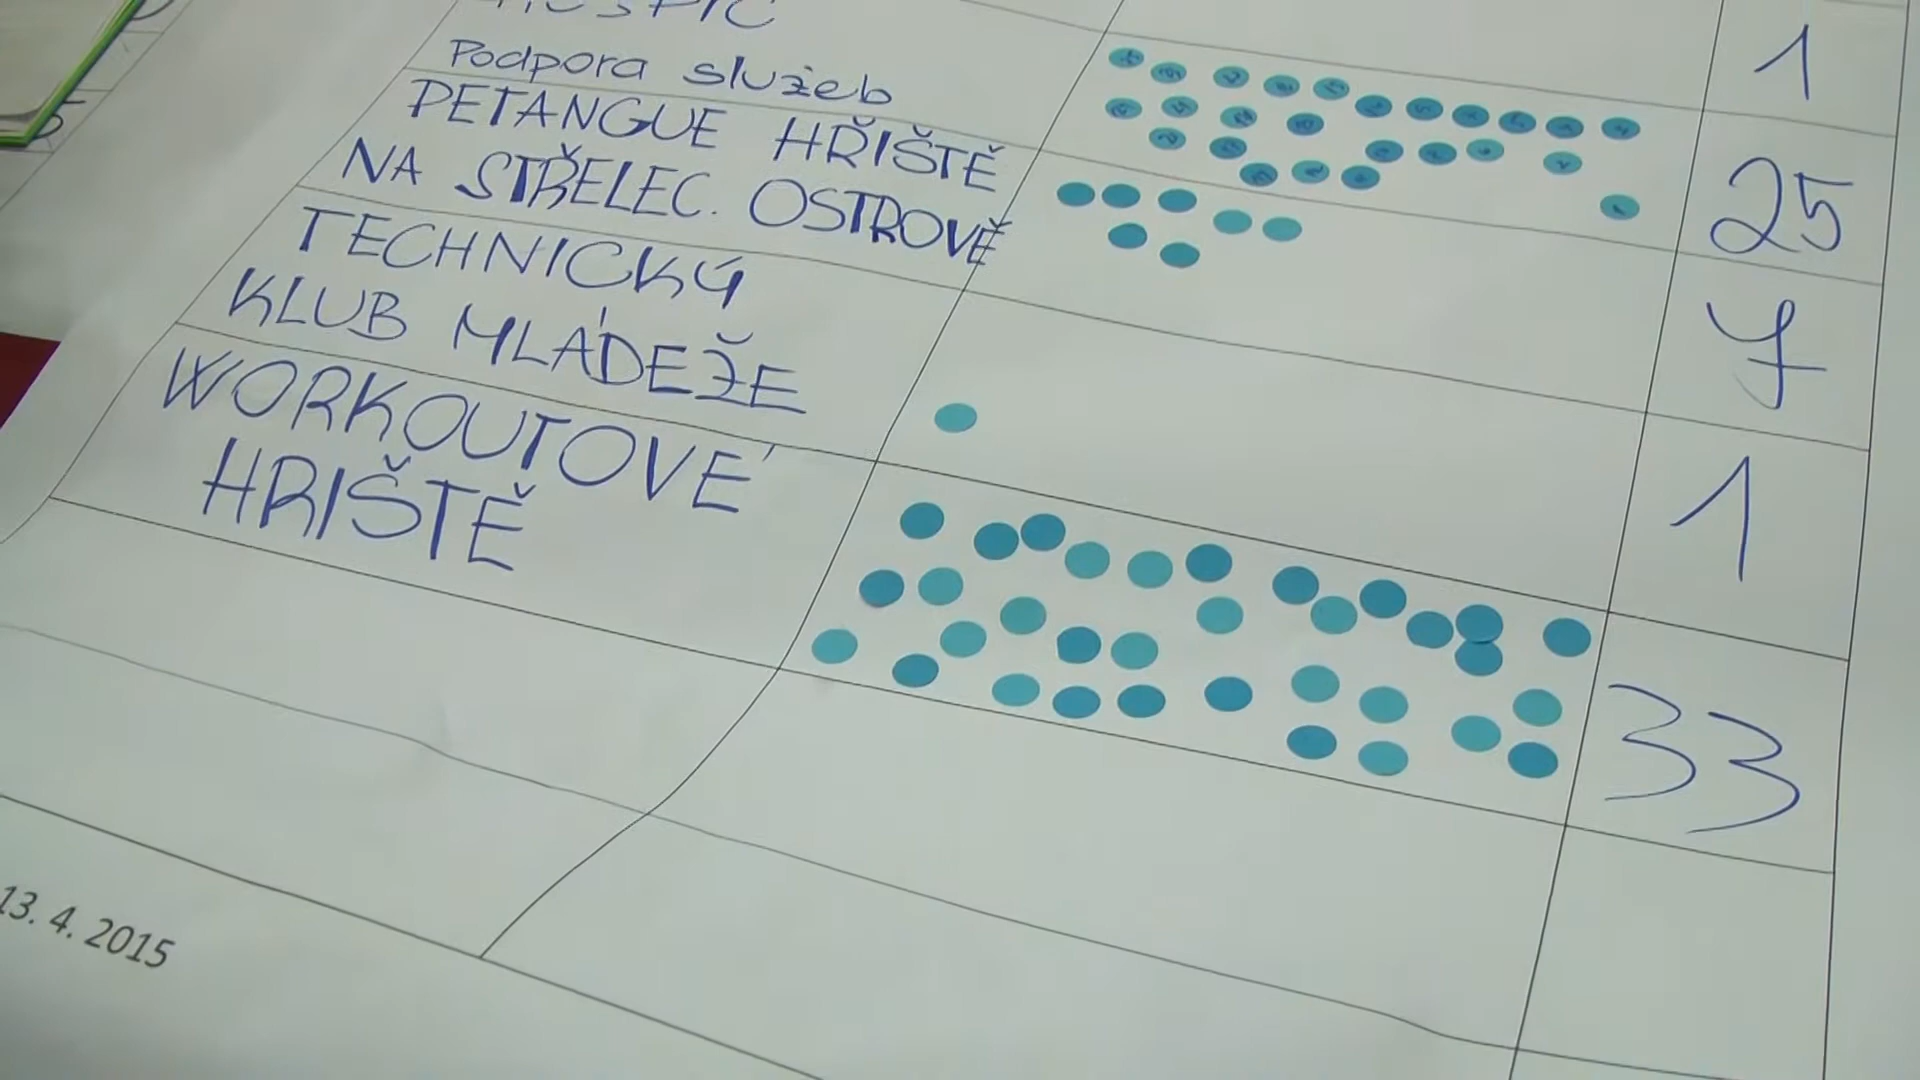 HOSPIC
1
Podpora služeb
25
PETANGUE HŘIŠTĚ
NA STŘELEC. OSTROVĚ
7
TECHNICKÝ
KLUB MLÁDEŽE
1
WORKOUTOVÉ
HŘIŠTĚ
33
13. 4. 2015